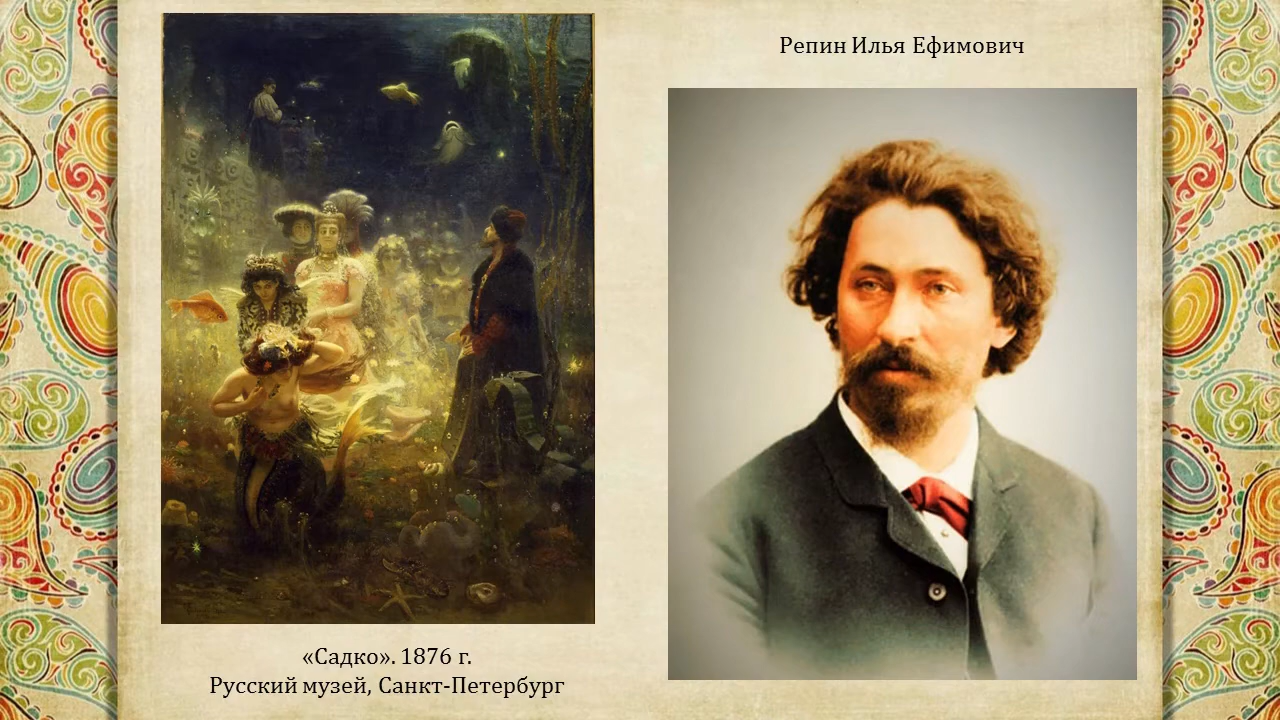 Репин Илья Ефимович
«Садко». 1876 г.
Русский музей, Санкт-Петербург